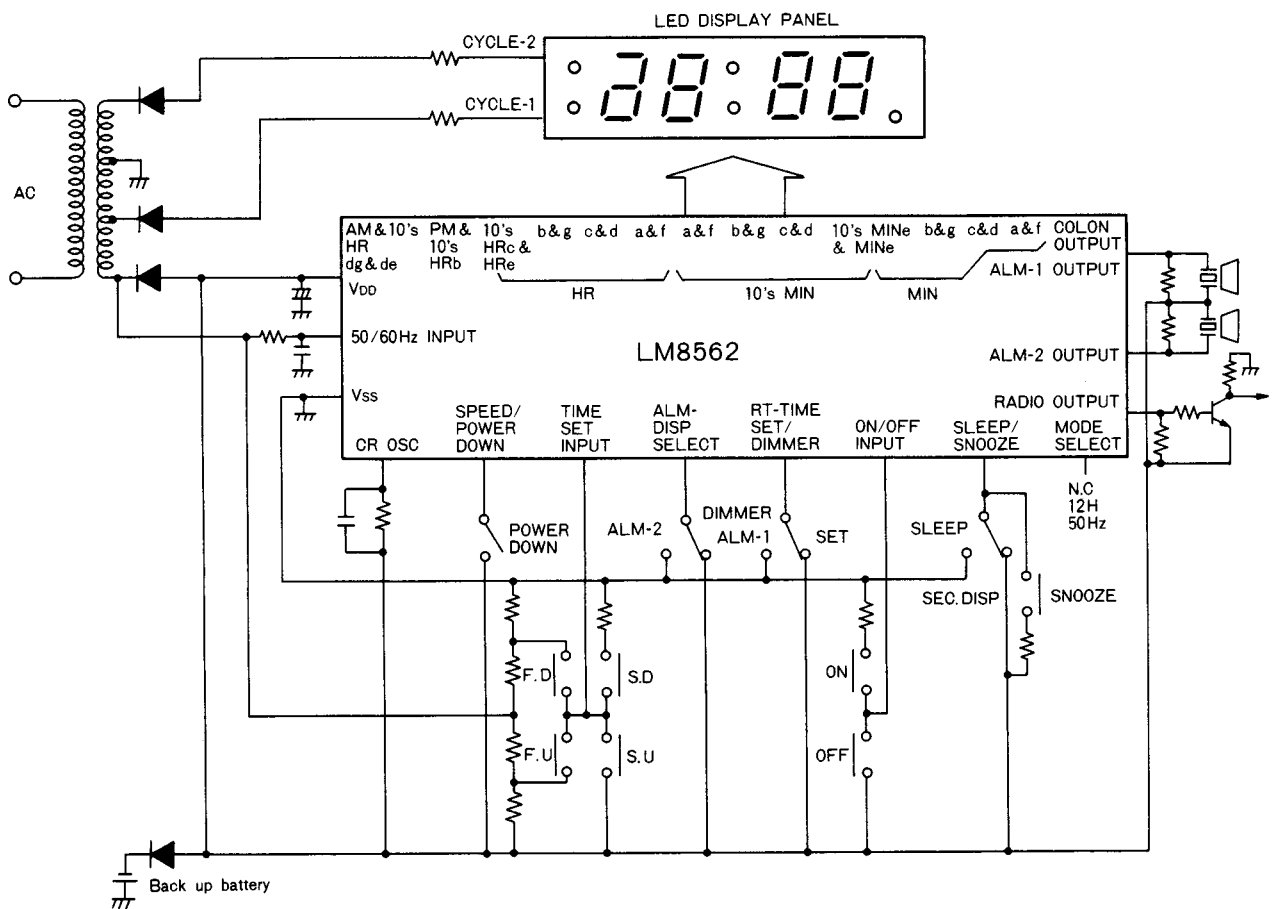 LED DISPLAY PANEL
CYCLE-2
CYCLE-1
AC
AM & 10's HR dg & de
PM & 10's HRb
10's HRc & HRe
b&g
c&d
a&f
a&f
b&g
c&d
10's MINe & MINe
b&g
c&d
a&f
COLON OUTPUT
HR
10's MIN
MIN
VDD
50/60Hz INPUT
VSS
LM8562
ALM-1 OUTPUT
ALM-2 OUTPUT
RADIO OUTPUT
CR OSC
SPEED/
POWER
DOWN
TIME
SET
INPUT
ALM-
DISP
SELECT
RT-TIME
SET/
DIMMER
ON/OFF
INPUT
SLEEP/
SNOOZE
MODE
SELECT
N.C
12H
50Hz
POWER
DOWN
ALM-2
DIMMER
ALM-1
SET
SLEEP
SEC.DISP
SNOOZE
F.D
S.D
F.U
S.U
ON
OFF
Back up battery